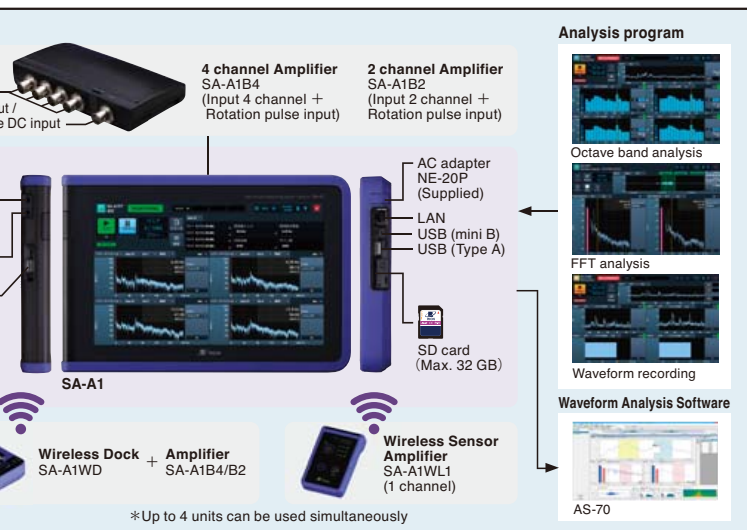 Analysis program
4 channel Amplifier
SA-A1B4
(Input 4 channel +
Rotation pulse input)
2 channel Amplifier
SA-A1B2
(Input 2 channel +
Rotation pulse input)
ut /
e DC input
Octave band analysis
AC adapter
NE-20P
(Supplied)
LAN
USB (mini B)
USB (Type A)
FFT analysis
SD card
(Max. 32 GB)
Waveform recording
SA-A1
Waveform Analysis Software
Wireless Dock
SA-A1WD
+
Amplifier
SA-A1B4/B2
Wireless Sensor
Amplifier
SA-A1WL1
(1 channel)
AS-70
*Up to 4 units can be used simultaneously